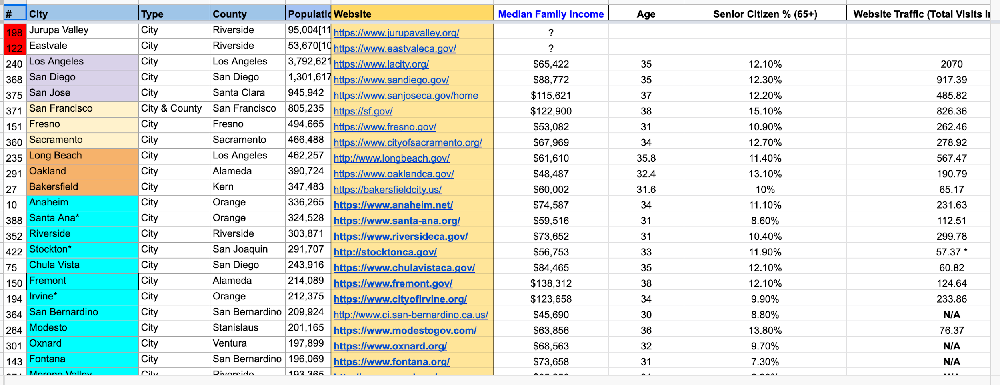 # City Type County Populatic Website Median Family Income Age Senior Citizen % (65+) Website Traffic (Total Visits in
198 Jurupa Valley City Riverside 95,004[11 https://www.jurupavalley.org/ ?
122 Eastvale City Riverside 53,670[10 https://www.eastvaleca.gov/ ?
240 Los Angeles City Los Angeles 3,792,621 https://www.lacity.org/ $65,422 35 12.10% 2070
368 San Diego City San Diego 1,301,617 https://www.sandiego.gov/ $88,772 35 12.30% 917.39
375 San Jose City Santa Clara 945,942 https://www.sanjoseca.gov/home $115,621 37 12.20% 485.82
371 San Francisco City & County San Francisco 805,235 https://sf.gov/ $122,900 38 15.10% 826.36
151 Fresno City Fresno 494,665 https://www.fresno.gov/ $53,082 31 10.90% 262.46
360 Sacramento City Sacramento 466,488 https://www.cityofsacramento.org/ $67,969 34 12.70% 278.92
235 Long Beach City Los Angeles 462,257 http://www.longbeach.gov/ $61,610 35.8 11.40% 567.47
291 Oakland City Alameda 390,724 https://www.oaklandca.gov/ $48,487 32.4 13.10% 190.79
27 Bakersfield City Kern 347,483 https://bakersfieldcity.us/ $60,002 31.6 10% 65.17
10 Anaheim City Orange 336,265 https://www.anaheim.net/ $74,587 34 11.10% 231.63
388 Santa Ana* City Orange 324,528 https://www.santa-ana.org/ $59,516 31 8.60% 112.51
352 Riverside City Riverside 303,871 https://www.riversideca.gov/ $73,652 31 10.40% 299.78
422 Stockton* City San Joaquin 291,707 http://stocktonca.gov/ $56,753 33 11.90% 57.37 *
75 Chula Vista City San Diego 243,916 https://www.chulavistaca.gov/ $84,465 35 12.10% 60.82
150 Fremont City Alameda 214,089 https://www.fremont.gov/ $138,312 38 12.10% 124.64
194 Irvine* City Orange 212,375 https://www.cityofirvine.org/ $123,658 34 9.90% 233.86
364 San Bernardino City San Bernardino 209,924 http://www.ci.san-bernardino.ca.us/ $45,690 30 8.80% N/A
264 Modesto City Stanislaus 201,165 https://www.modestogov.com/ $63,856 36 13.80% 76.37
301 Oxnard City Ventura 197,899 https://www.oxnard.org/ $68,563 32 9.70% N/A
143 Fontana City San Bernardino 196,069 https://www.fontana.org/ $73,658 31 7.30% N/A
Moreno Valley City Riverside 193,365